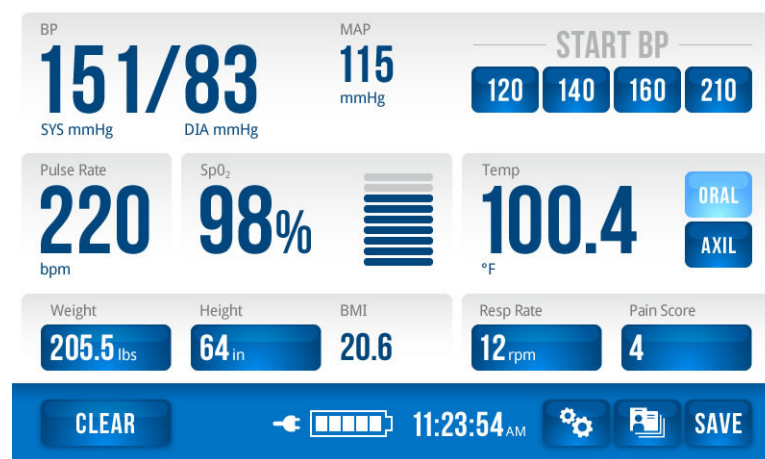 BP
151/83
SYS mmHg DIA mmHg
MAP
115
mmHg
START BP
120 140 160 210
Pulse Rate
220
bpm
Sp0₂
98%
Temp
100.4
°F
ORAL
AXIL
Weight
205.5 lbs
Height
64 in
BMI
20.6
Resp Rate
12 rpm
Pain Score
4
CLEAR
11:23:54 AM
SAVE